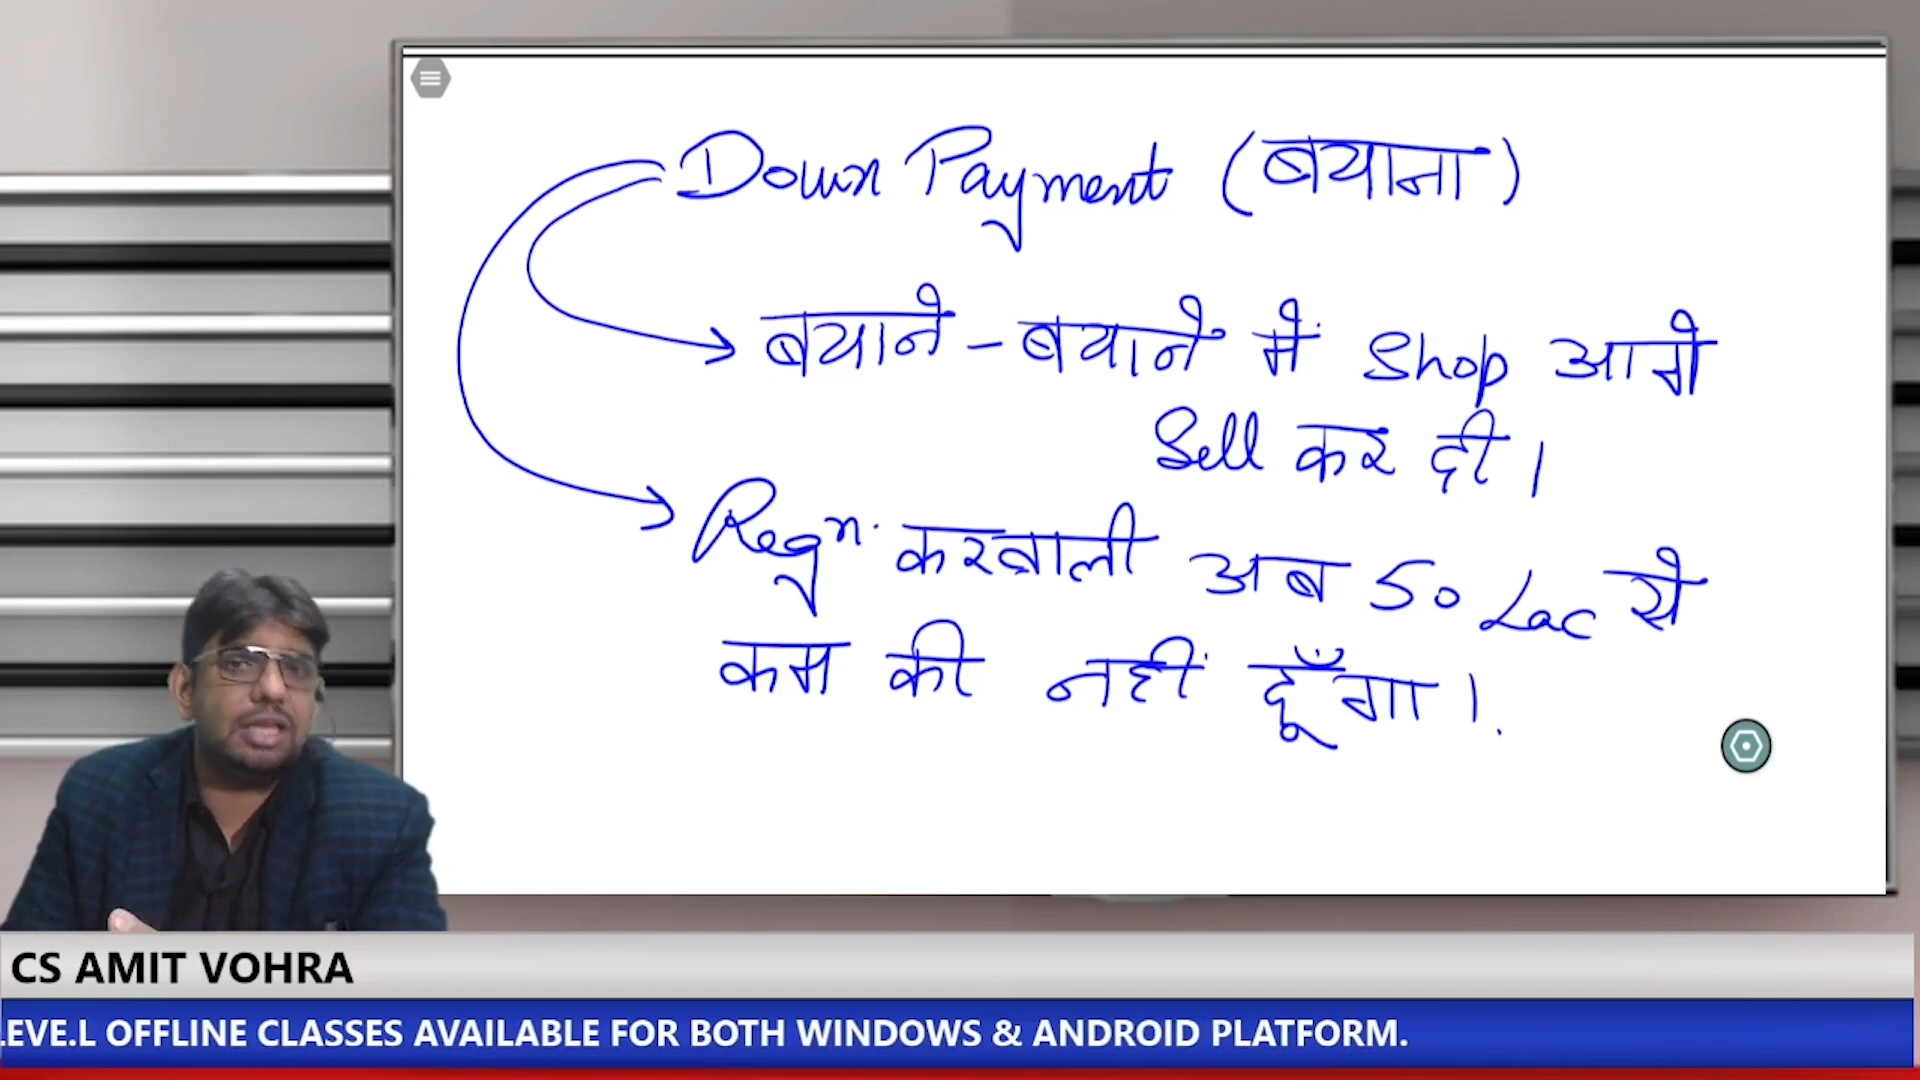 Down Payment (बयाना)
बयाने - बयाने में Shop आगे
Sell कर दी।
Regn. करवाली अब 50 Lac से
कम की नहीं दूँगा।
CS AMIT VOHRA
EVE.L OFFLINE CLASSES AVAILABLE FOR BOTH WINDOWS & ANDROID PLATFORM.